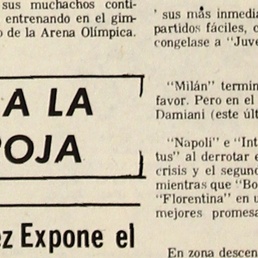 sus muchachos conti-
entrenando en el gim-
o de la Arena Olímpica.
A LA
OJA
ez Expone el
' sus más inmedia
partidos fáciles, c
congelase a "Juve
"Milán" termin
favor. Pero en el
Damiani (este últ
"Napoli" e "Int
tus" al derrotar e
crisis y el segund
mientras que "Bo
"Florentina" en u
mejores promesa
En zona descen